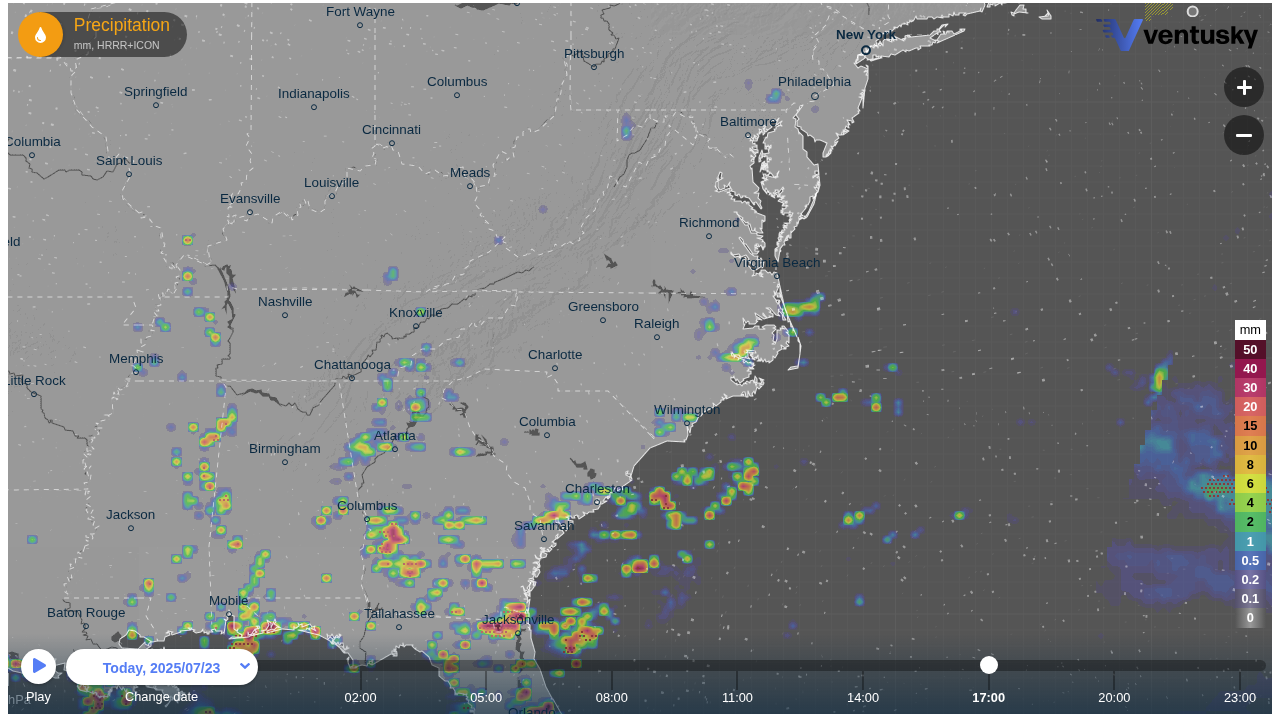 Precipitation
mm, HRRR+ICON
ventusky
Fort Wayne
New York
Pittsburgh
Columbus
Philadelphia
Springfield
Indianapolis
Baltimore
Cincinnati
Columbia
Saint Louis
Meads
Louisville
Evansville
Richmond
eld
Virginia Beach
Nashville
Knoxville
Greensboro
Raleigh
Memphis
Chattanooga
Charlotte
Little Rock
Wilmington
Columbia
Atlanta
Birmingham
Charleston
Columbus
Jackson
Savannah
Mobile
Baton Rouge
Tallahassee
Jacksonville
Orlando
mm
50
40
30
20
15
10
8
6
4
2
1
0.5
0.2
0.1
0
Today, 2025/07/23
Play
Change date
hPa
02:00
05:00
08:00
11:00
14:00
17:00
20:00
23:00